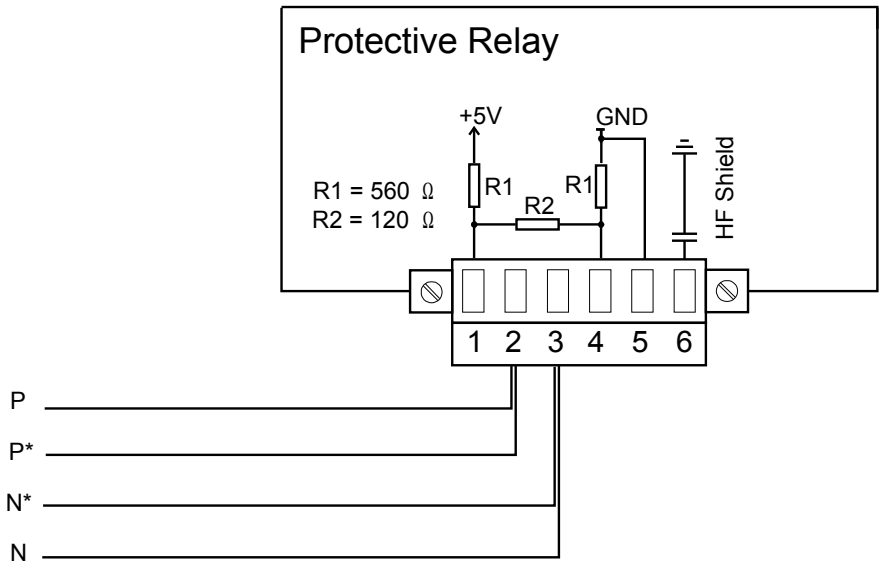 Protective Relay
+5V
GND
R1 = 560 Ω
R2 = 120 Ω
R1
R2
R1
HF Shield
1 2 3 4 5 6
P
P*
N*
N